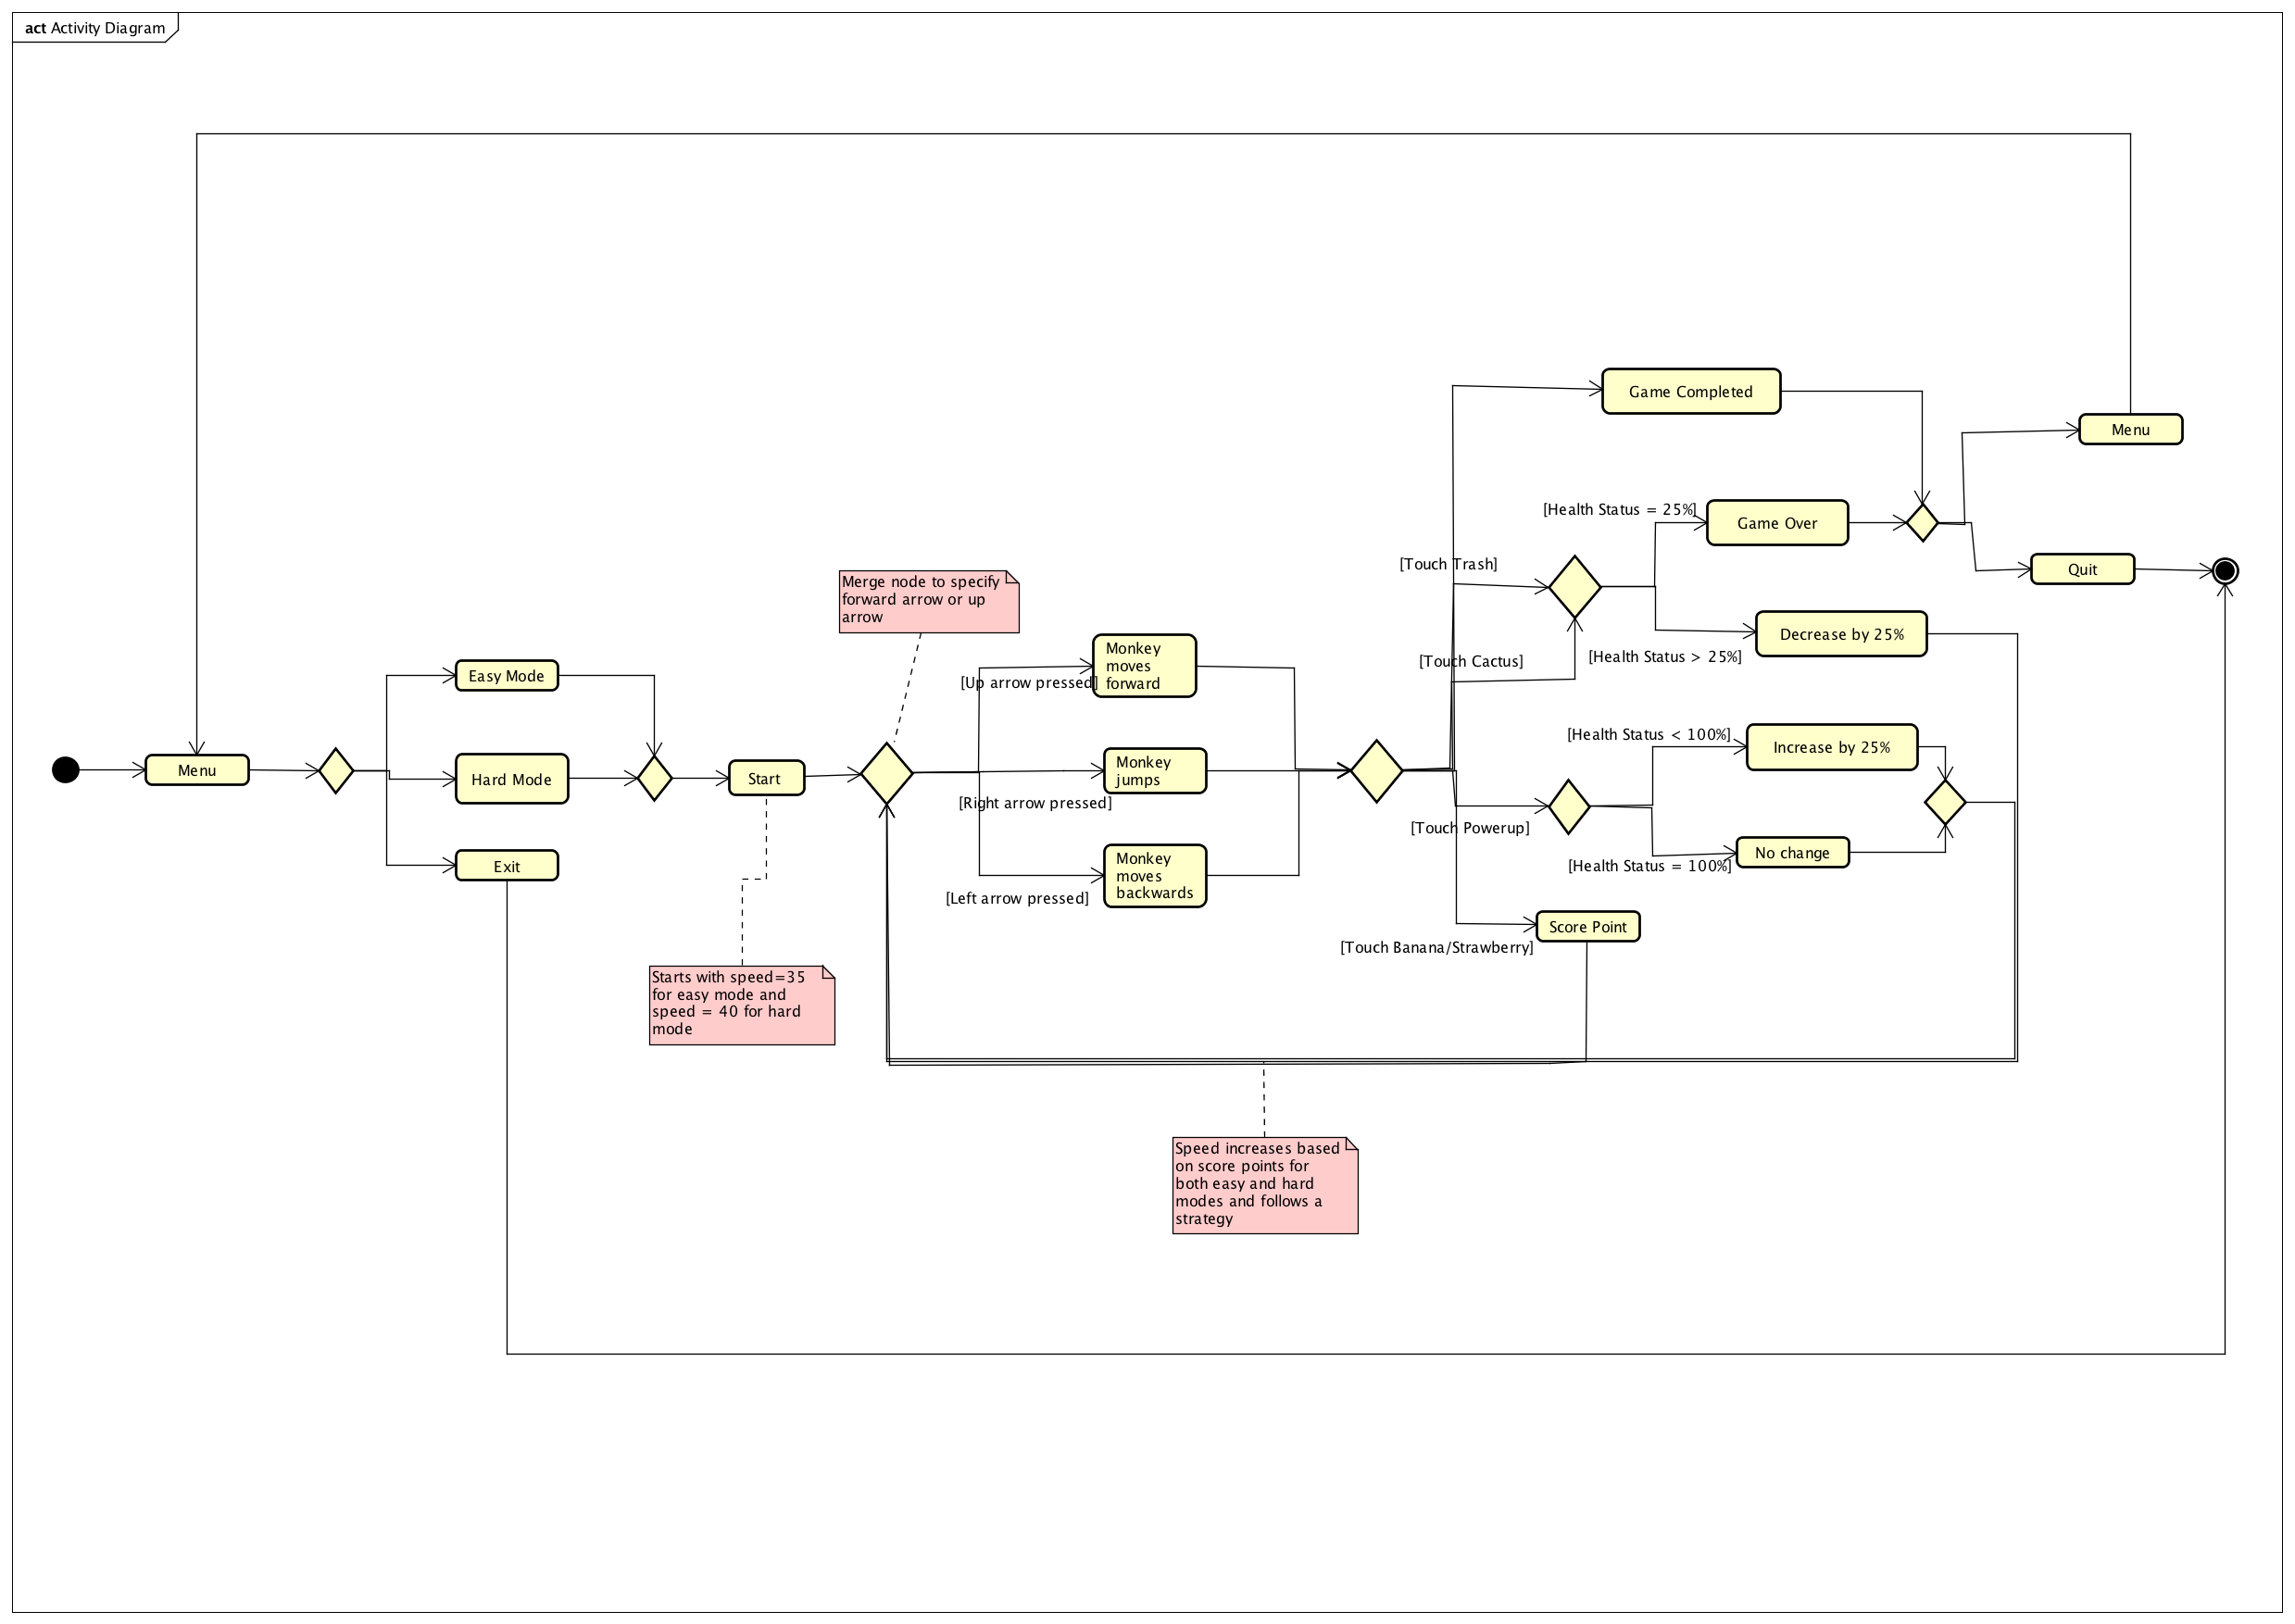 act Activity Diagram
Game Completed
Menu
[Health Status = 25%]
Game Over
[Touch Trash]
Quit
Merge node to specify
forward arrow or up
arrow
Decrease by 25%
[Health Status > 25%]
[Touch Cactus]
Monkey
moves
forward
[Up arrow pressed]
Easy Mode
[Health Status < 100%]
Increase by 25%
Menu
Hard Mode
Start
Monkey
jumps
[Right arrow pressed]
[Touch Powerup]
No change
[Health Status = 100%]
Exit
Monkey
moves
backwards
[Left arrow pressed]
Score Point
[Touch Banana/Strawberry]
Starts with speed=35
for easy mode and
speed = 40 for hard
mode
Speed increases based
on score points for
both easy and hard
modes and follows a
strategy